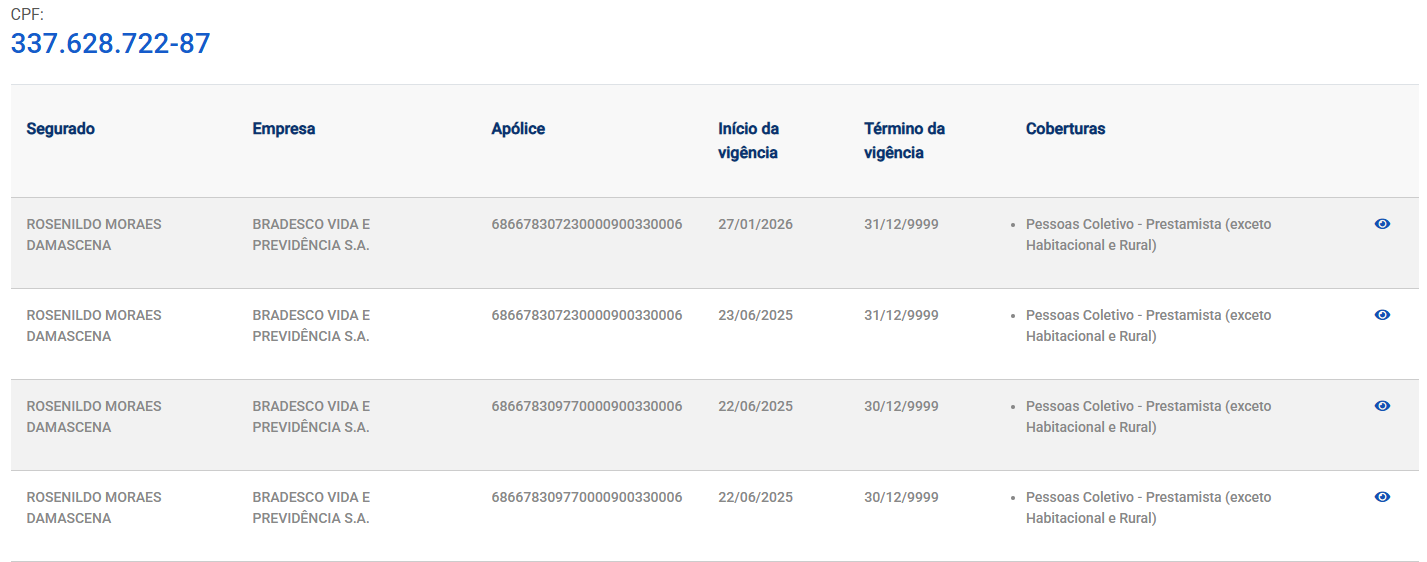 CPF:
337.628.722-87
Segurado Empresa Apólice Início da vigência Término da vigência Coberturas
ROSENILDO MORAES DAMASCENA BRADESCO VIDA E PREVIDÊNCIA S.A. 686678307230000900330006 27/01/2026 31/12/9999 • Pessoas Coletivo - Prestamista (exceto Habitacional e Rural)
ROSENILDO MORAES DAMASCENA BRADESCO VIDA E PREVIDÊNCIA S.A. 686678307230000900330006 23/06/2025 31/12/9999 • Pessoas Coletivo - Prestamista (exceto Habitacional e Rural)
ROSENILDO MORAES DAMASCENA BRADESCO VIDA E PREVIDÊNCIA S.A. 686678309770000900330006 22/06/2025 30/12/9999 • Pessoas Coletivo - Prestamista (exceto Habitacional e Rural)
ROSENILDO MORAES DAMASCENA BRADESCO VIDA E PREVIDÊNCIA S.A. 686678309770000900330006 22/06/2025 30/12/9999 • Pessoas Coletivo - Prestamista (exceto Habitacional e Rural)